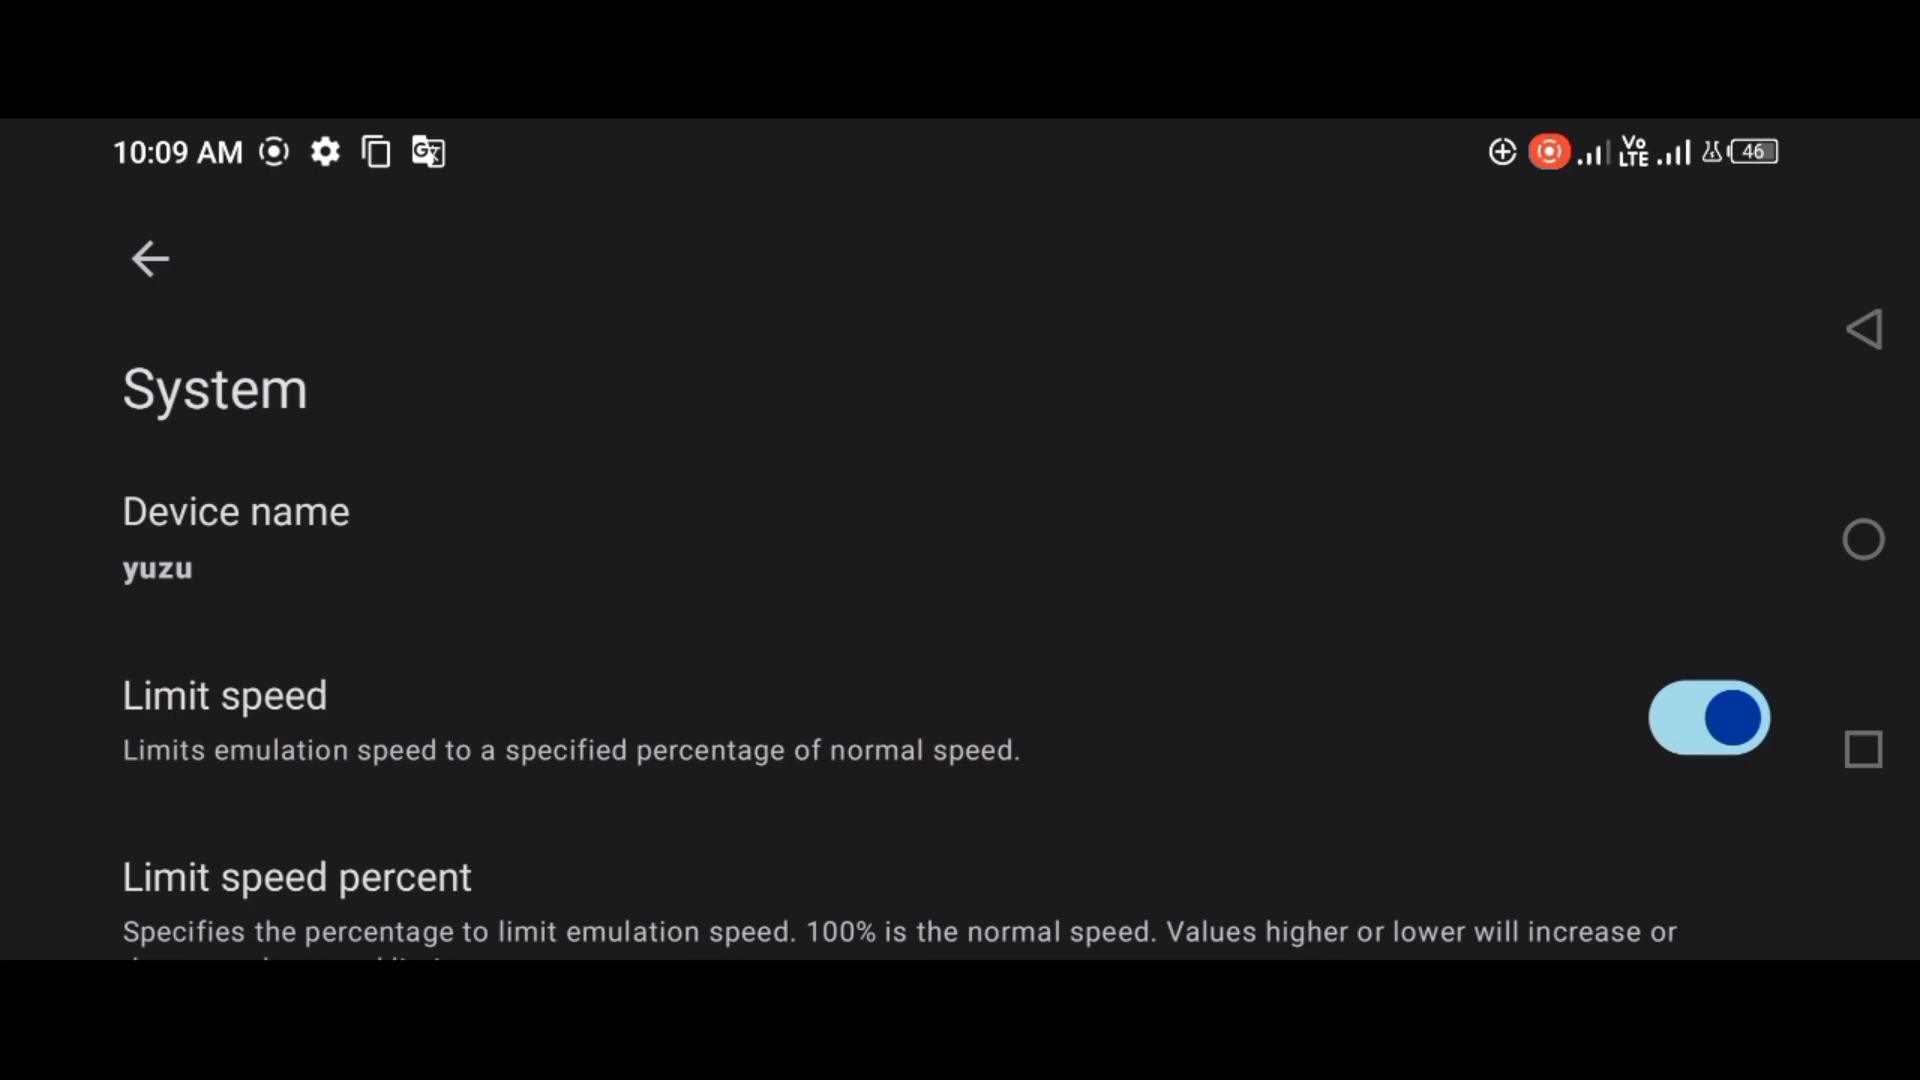 10:09 AM
Vo
LTE
46
System
Device name
yuzu
Limit speed
Limits emulation speed to a specified percentage of normal speed.
Limit speed percent
Specifies the percentage to limit emulation speed. 100% is the normal speed. Values higher or lower will increase or